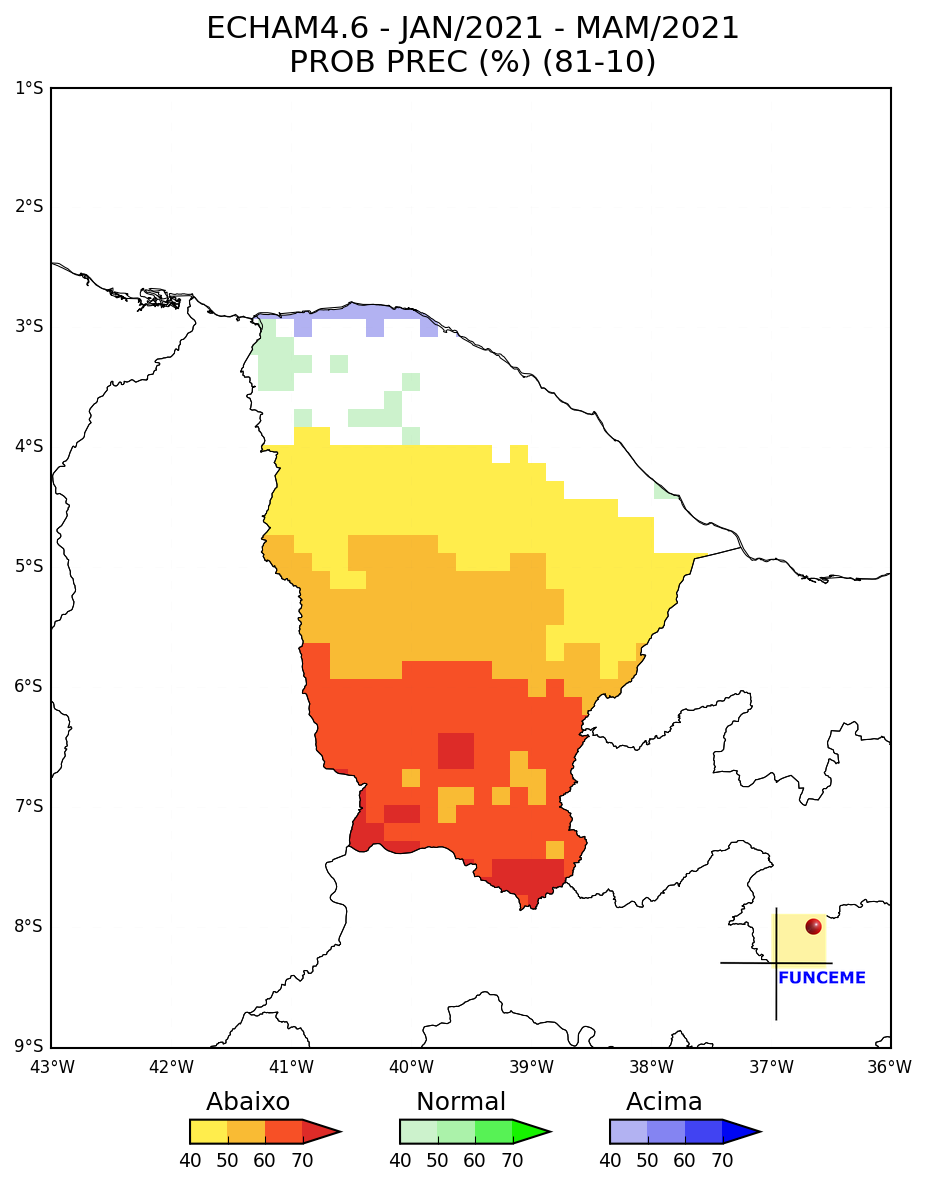 ECHAM4.6 - JAN/2021 - MAM/2021
PROB PREC (%) (81-10)
1°S
2°S
3°S
4°S
5°S
6°S
7°S
8°S
9°S
FUNCEME
43°W 42°W 41°W 40°W 39°W 38°W 37°W 36°W
Abaixo Normal Acima
40 50 60 70 40 50 60 70 40 50 60 70